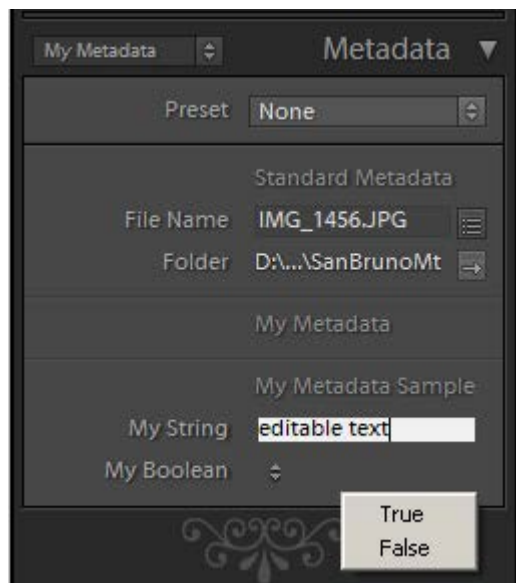 My Metadata Metadata
Preset None
Standard Metadata
File Name IMG_1456.JPG
Folder D:\...\SanBrunoMt
My Metadata
My Metadata Sample
My String editable text
My Boolean
True
False